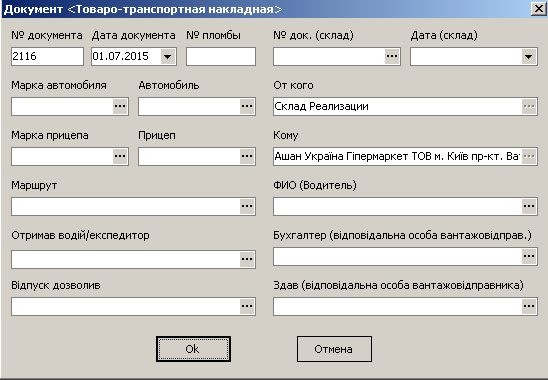 Документ <Товаро-транспортная накладная>
№ документа Дата документа № пломбы № док. (склад) Дата (склад)
2116 01.07.2015
Марка автомобиля Автомобиль От кого
Склад Реализации
Марка прицепа Прицеп Кому
Ашан Україна Гіпермаркет ТОВ м. Київ пр-кт. Ват
Маршрут ФИО (Водитель)
Отримав водій/експедитор Бухгалтер (відповідальна особа вантажовідправ.)
Відпуск дозволив Здав (відповідальна особа вантажовідправника)
Ok Отмена